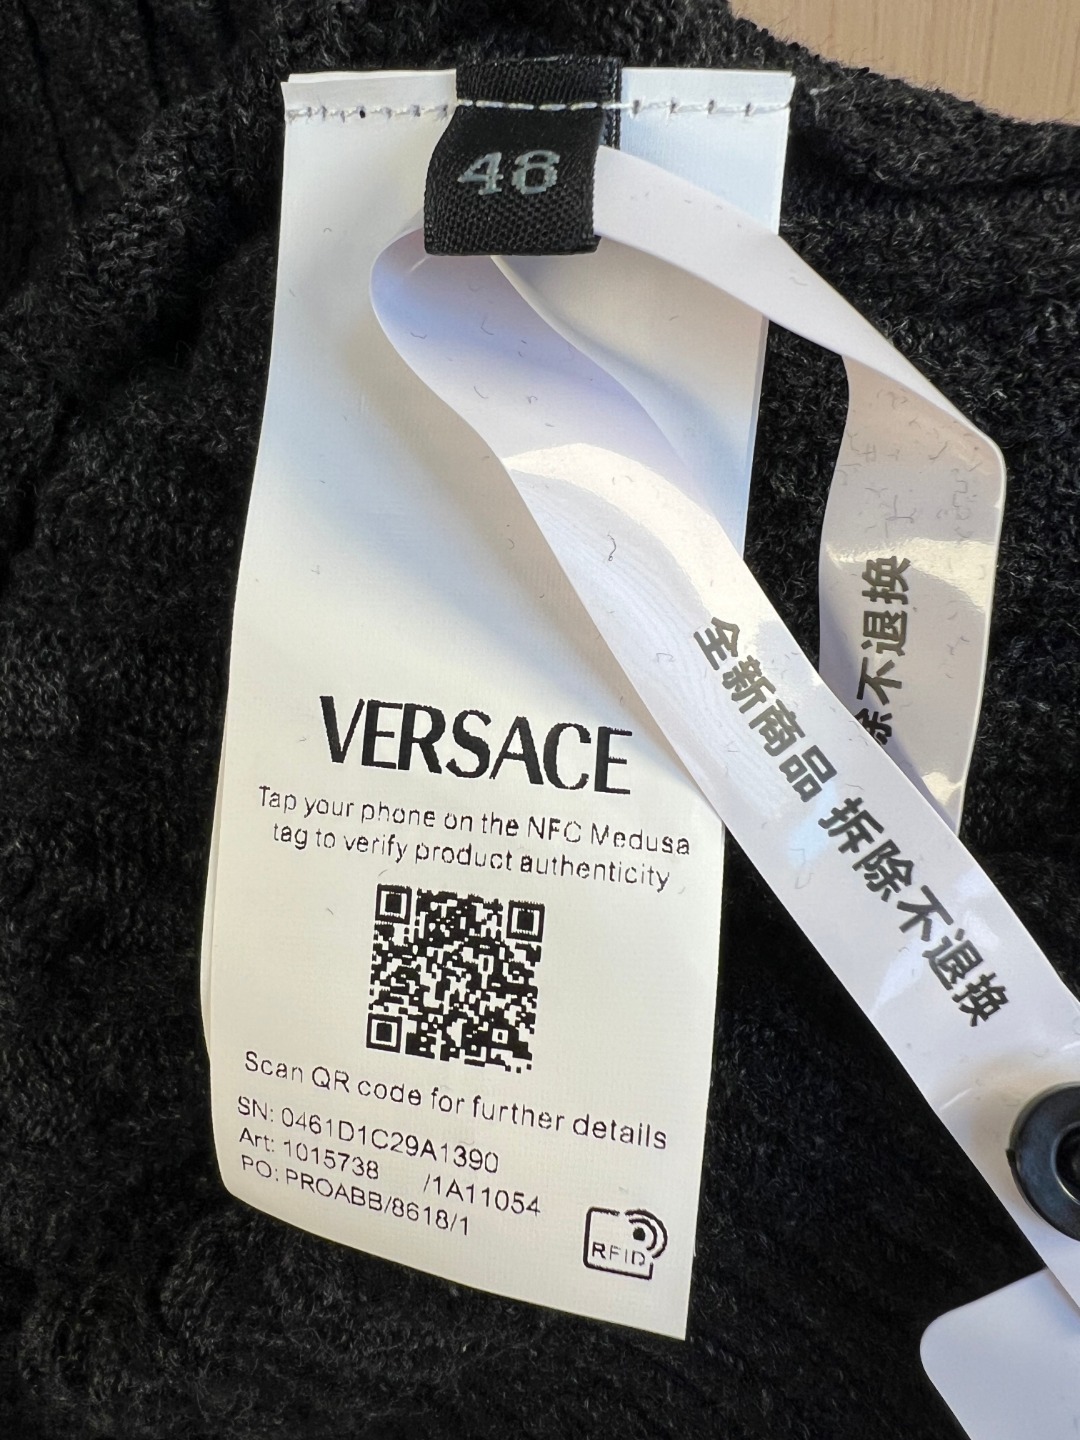 48
VERSACE
Tap your phone on the NFC Medusa
tag to verify product authenticity
Scan QR code for further details
SN: 0461D1C29A1390
Art: 1015738 /1A11054
PO: PROABB/8618/1
RFID
全新商品 拆除不退换
除不退换